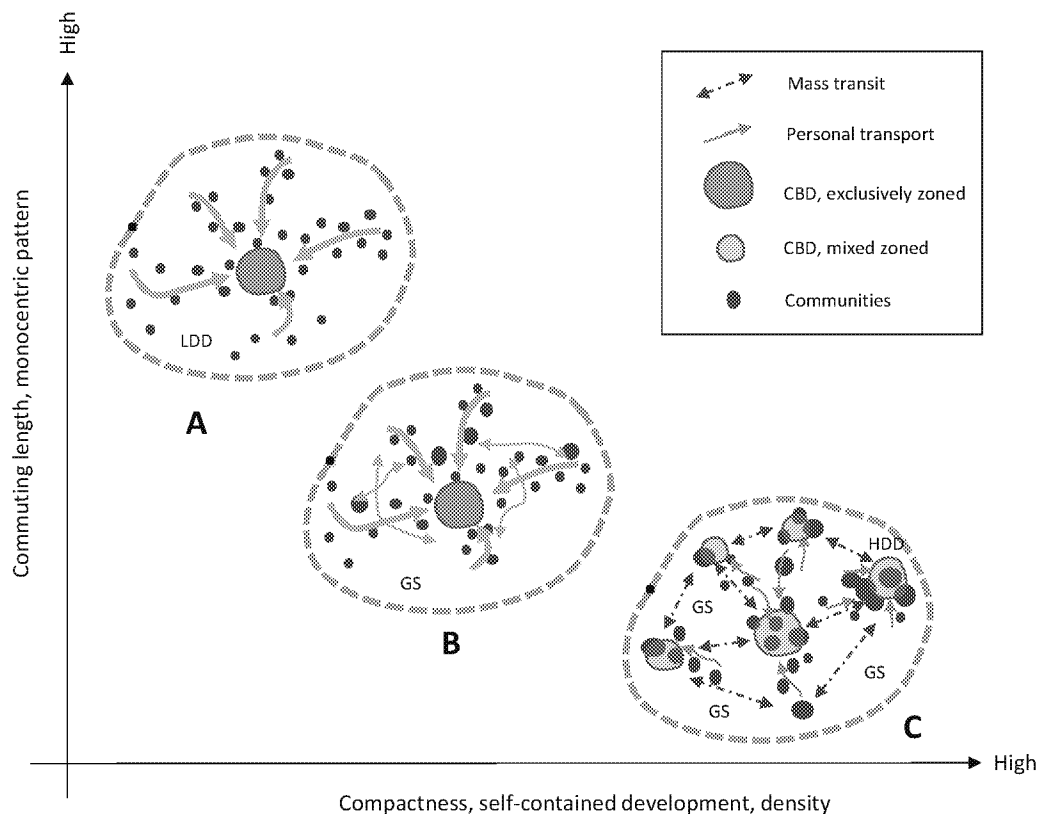 High
Commuting length, monocentric pattern
Mass transit
Personal transport
CBD, exclusively zoned
CBD, mixed zoned
Communities
LDD
A
GS
B
HDD
GS
GS
GS
C
High
Compactness, self-contained development, density